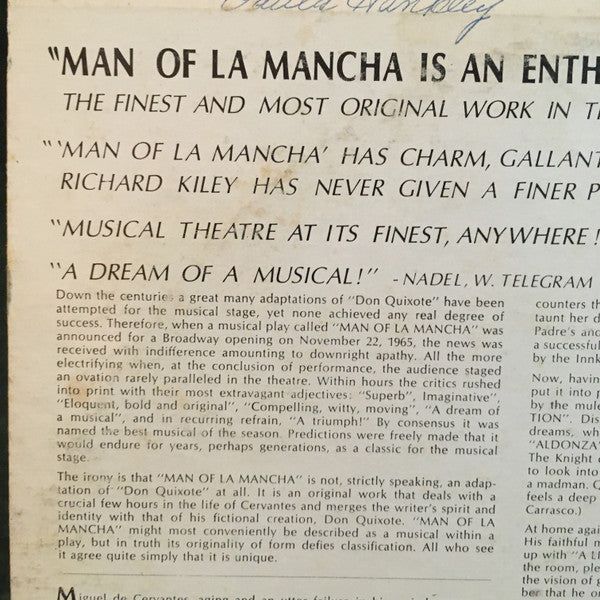 Hankley
"MAN OF LA MANCHA IS AN ENTH
THE FINEST AND MOST ORIGINAL WORK IN T
"'MAN OF LA MANCHA' HAS CHARM, GALLANT
RICHARD KILEY HAS NEVER GIVEN A FINER P
"MUSICAL THEATRE AT ITS FINEST, ANYWHERE!
"A DREAM OF A MUSICAL!" - NADEL, W. TELEGRAM
Down the centuries a great many adaptations of "Don Quixote" have been
attempted for the musical stage, yet none achieved any real degree of
success. Therefore, when a musical play called "MAN OF LA MANCHA" was
announced for a Broadway opening on November 22, 1965, the news was
received with indifference amounting to downright apathy. All the more
electrifying when, at the conclusion of performance, the audience staged
an ovation rarely paralleled in the theatre. Within hours the critics rushed
into print with their most extravagant adjectives: "Superb", Imaginative",
"Eloquent, bold and original", "Compelling, witty, moving", "A dream of
a musical", and in recurring refrain, "A triumph!" By consensus it was
named the best musical of the season. Predictions were freely made that it
would endure for years, perhaps generations, as a classic for the musical
stage.
The irony is that "MAN OF LA MANCHA" is not, strictly speaking, an adap-
tation of "Don Quixote" at all. It is an original work that deals with a
crucial few hours in the life of Cervantes and merges the writer's spirit and
identity with that of his fictional creation, Don Quixote. "MAN OF LA
MANCHA" might most conveniently be described as a musical within a
play, but in truth its originality of form defies classification. All who see
it agree quite simply that it is unique.
Miguel de Cervantes, aging and an utter failure in his
counters th
taunt her d
Padre's anc
a successful
by the Innk
Now, havin
put it into p
by the mule
TION". Dis
dreams, wh
"ALDONZA"
The Knight o
to look into
a madman. Q
feels a deep
Carrasco.)
At home agai
His faithful m
up with "A LI
the room, ple
the vision of g
ber that he or